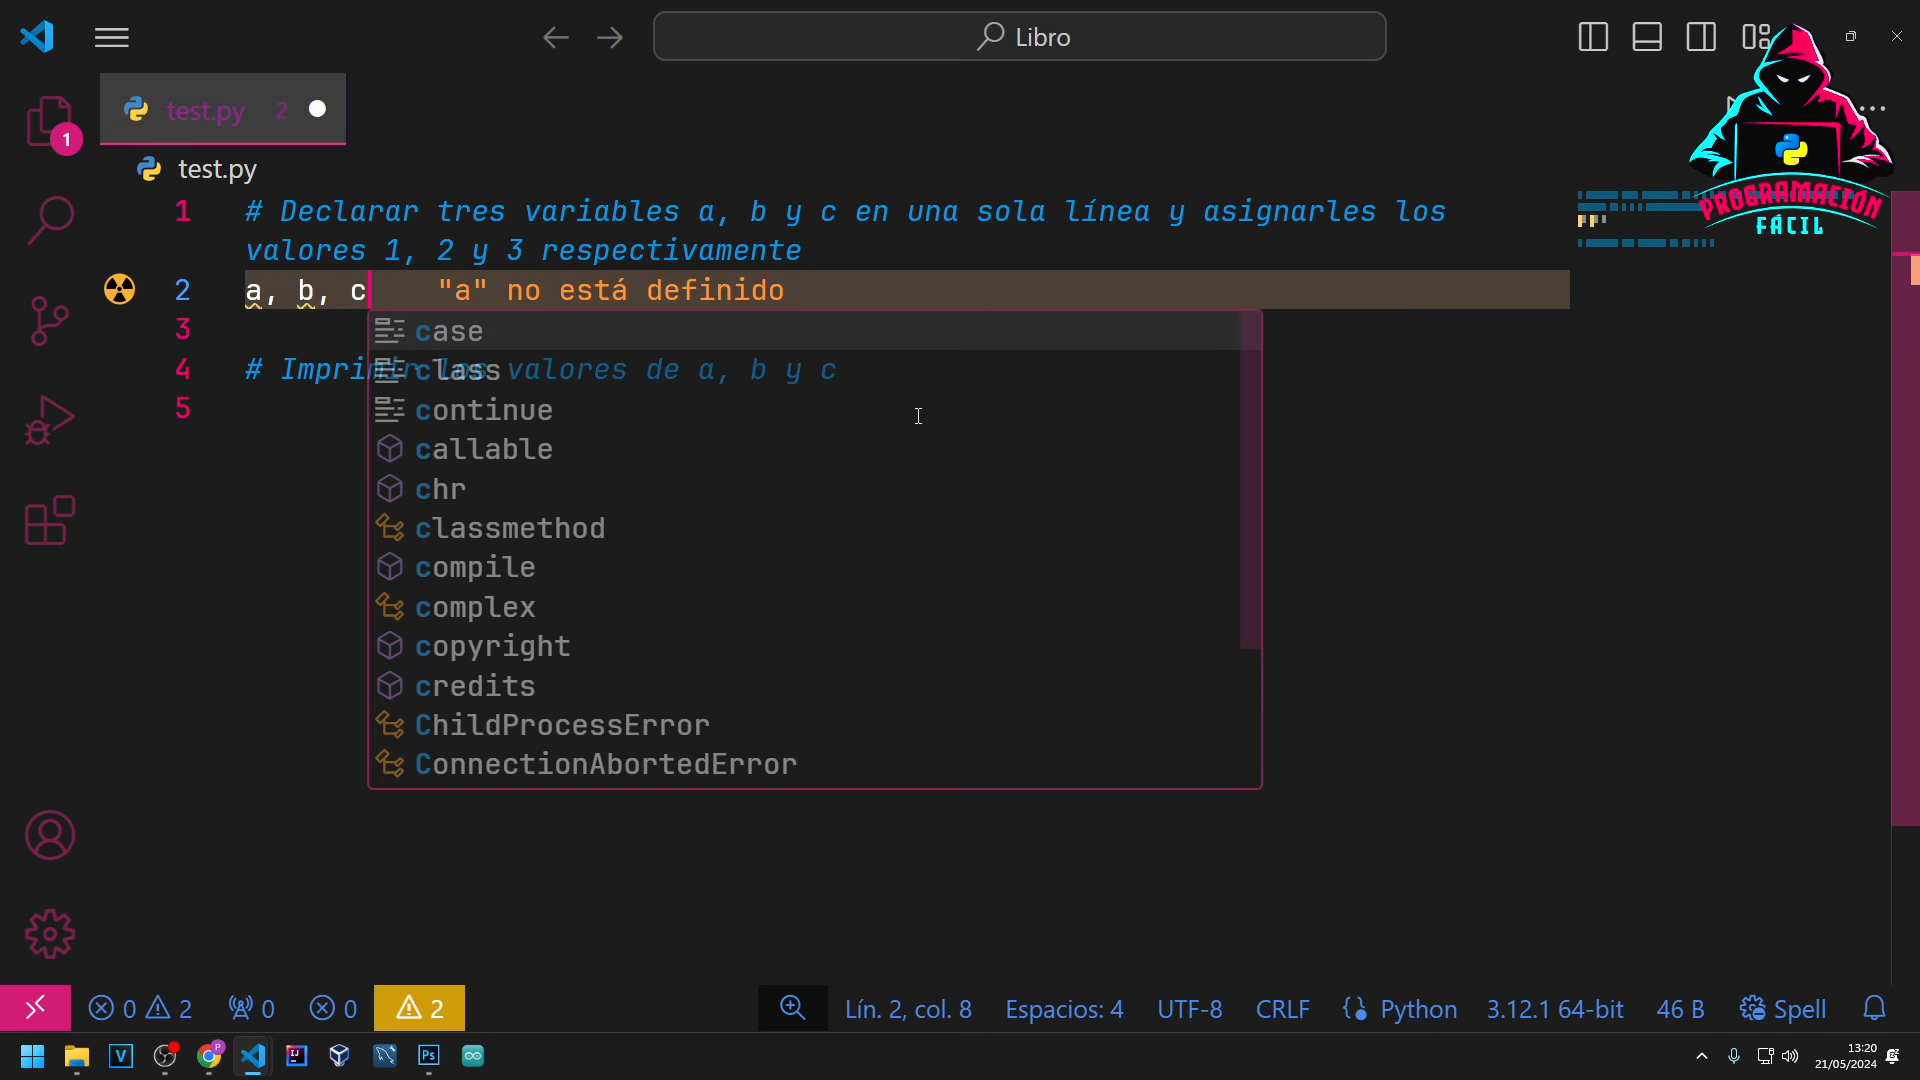 Libro
test.py 2
1
PROGRAMACIÓN
FÁCIL
test.py
1 # Declarar tres variables a, b y c en una sola línea y asignarles los
valores 1, 2 y 3 respectivamente
2 a, b, c "a" no está definido
3
case
4 # Imprimir los valores de a, b y c
class
5
continue
callable
chr
classmethod
compile
complex
copyright
credits
ChildProcessError
ConnectionAbortedError
0 2 0 0 2 Lín. 2, col. 8 Espacios: 4 UTF-8 CRLF Python 3.12.1 64-bit 46 B Spell
V P IJ Ps 13:20
21/05/2024